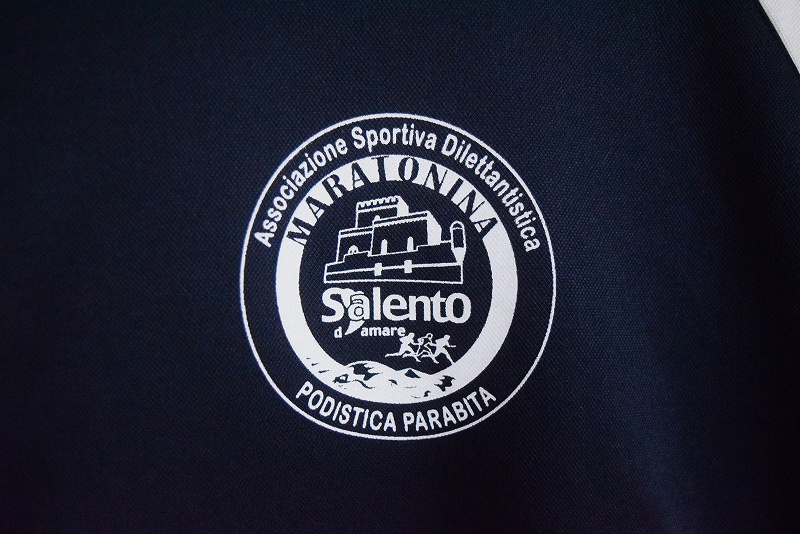 Associazione Sportiva Dilettantistica
MARATONINA
Salento
d'amare
PODISTICA PARABITA